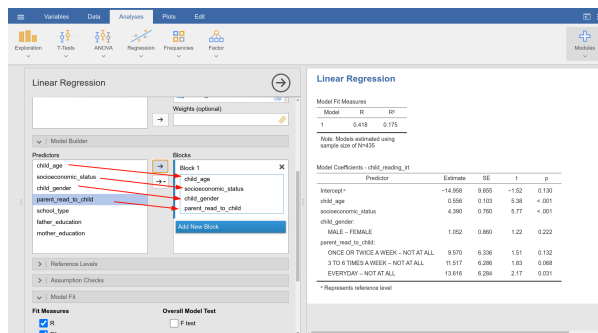 Variables Data Analyses Plots Edit
Exploration T-Tests ANOVA Regression Frequencies Factor Modules
Linear Regression
Weights (optional)
Model Builder
Predictors Blocks
child_age
socioeconomic_status
child_gender
parent_read_to_child
school_type
father_education
mother_education
Block 1
child_age
socioeconomic_status
child_gender
parent_read_to_child
Add New Block
Reference Levels
Assumption Checks
Model Fit
Fit Measures Overall Model Test
R F test
Linear Regression
Model Fit Measures
Model R R²
1 0.418 0.175
Note. Models estimated using
sample size of N=435
Model Coefficients - child_reading_irt
Predictor Estimate SE t p
Intercept ᵃ −14.958 9.855 −1.52 0.130
child_age 0.556 0.103 5.38 <.001
socioeconomic_status 4.390 0.760 5.77 <.001
child_gender:
MALE – FEMALE 1.052 0.860 1.22 0.222
parent_read_to_child:
ONCE OR TWICE A WEEK – NOT AT ALL 9.570 6.336 1.51 0.132
3 TO 6 TIMES A WEEK – NOT AT ALL 11.517 6.286 1.83 0.068
EVERYDAY – NOT AT ALL 13.616 6.284 2.17 0.031
ᵃ Represents reference level